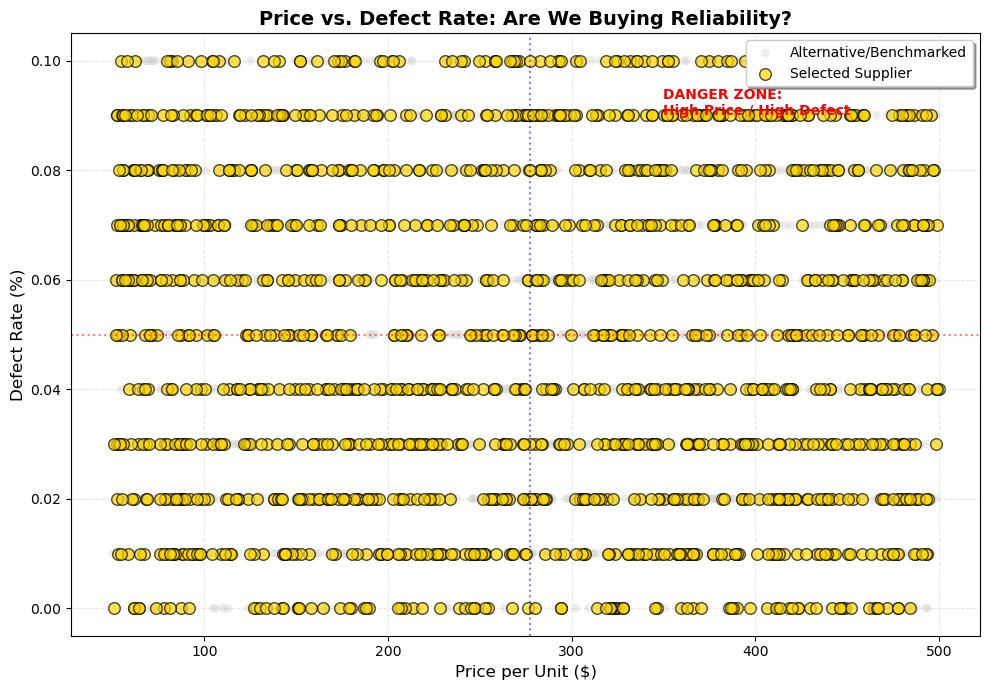 Price vs. Defect Rate: Are We Buying Reliability?
Alternative/Benchmarked
Selected Supplier
DANGER ZONE:
High Price / High Defect
0.10
0.08
0.06
0.04
0.02
0.00
Defect Rate (%)
100
200
300
400
500
Price per Unit ($)